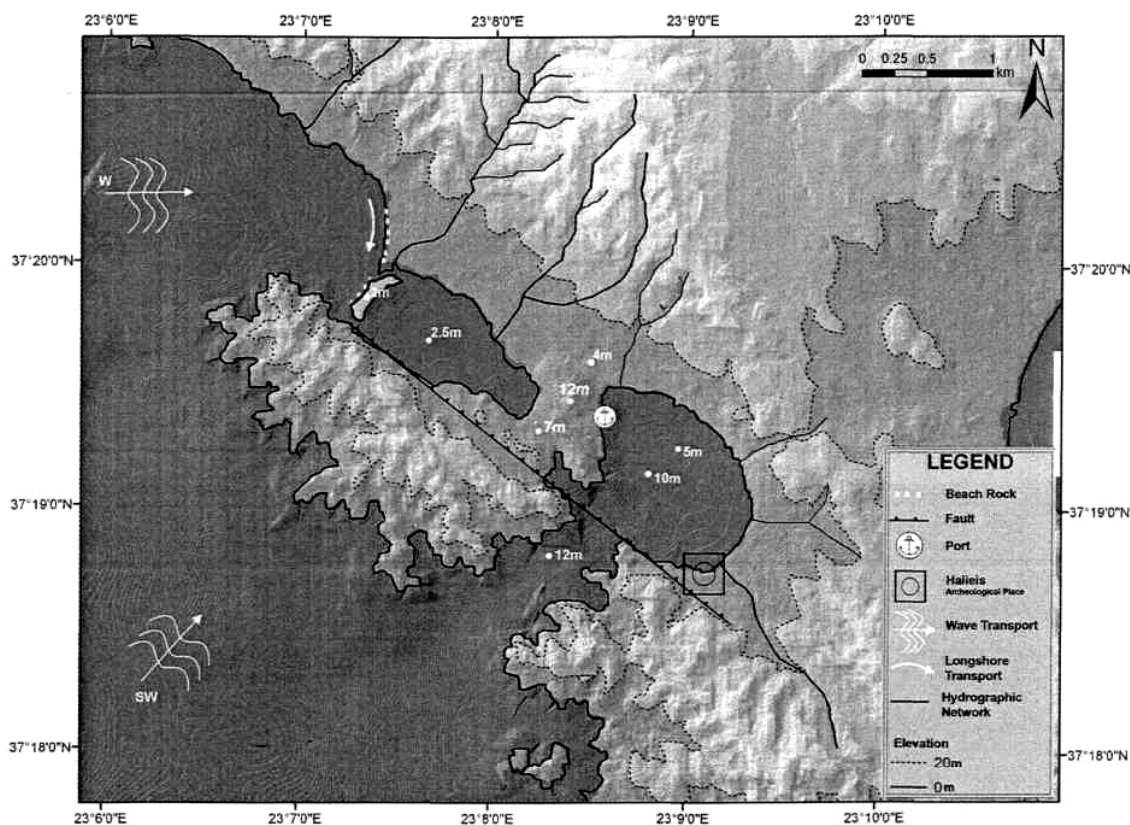 23°6'0"E 23°7'0"E 23°8'0"E 23°9'0"E 23°10'0"E
N
0 0.25 0.5 1
km
W
37°20'0"N 37°20'0"N
2.5m
4m
12m
7m
5m
10m
37°19'0"N 37°19'0"N
12m
SW
37°18'0"N 37°18'0"N
LEGEND
Beach Rock
Fault
Port
Halieis
Archeological Place
Wave Transport
Longshore
Transport
Hydrographic
Network
Elevation
20m
0m
23°6'0"E 23°7'0"E 23°8'0"E 23°9'0"E 23°10'0"E